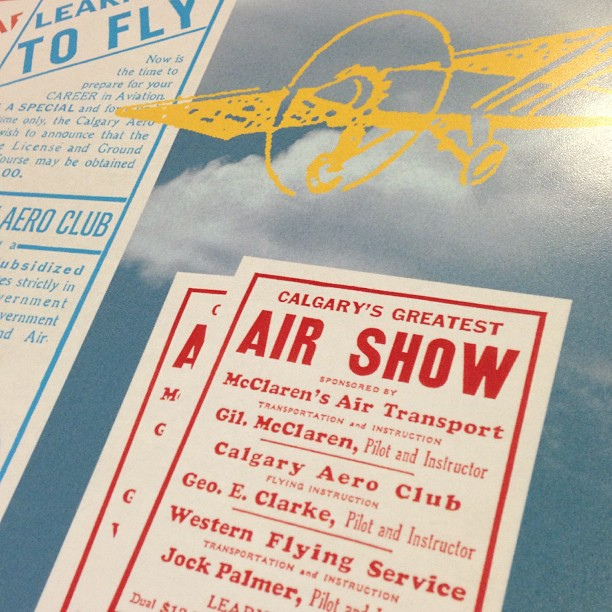 LEAR
TO FLY
Now is
the time to
prepare for your
CAREER in Aviation.
A SPECIAL and for
time only, the Calgary Aero
wish to announce that the
License and Ground
may be obtained
.00.
AERO CLUB
a
ubsidized
strictly in
vernment
vernment
nd Air.
CALGARY'S GREATEST
AIR SHOW
SPONSORED BY
McClaren's Air Transport
TRANSPORTATION and INSTRUCTION
Gil. McClaren, Pilot and Instructor
Calgary Aero Club
FLYING INSTRUCTION
Geo. E. Clarke, Pilot and Instructor
Western Flying Service
TRANSPORTATION and INSTRUCTION
Jock Palmer, Pilot
Dual
LEAR